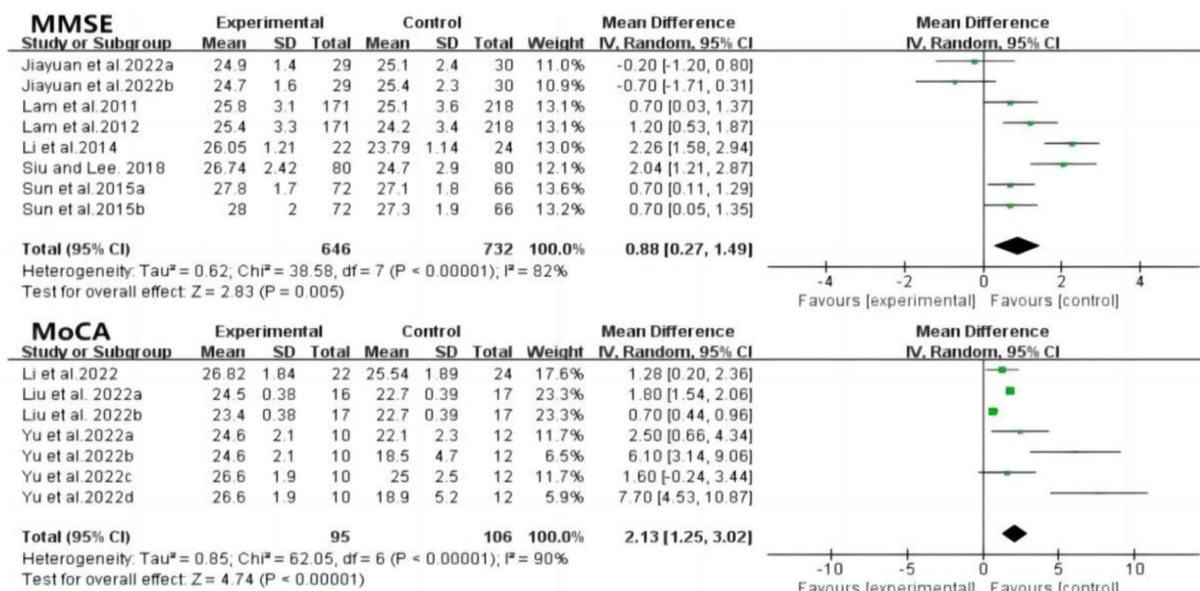 MMSE Experimental Control Mean Difference Mean Difference
Study or Subgroup Mean SD Total Mean SD Total Weight IV, Random, 95% CI IV, Random, 95% CI
Jiayuan et al.2022a 24.9 1.4 29 25.1 2.4 30 11.0% -0.20 [-1.20, 0.80]
Jiayuan et al.2022b 24.7 1.6 29 25.4 2.3 30 10.9% -0.70 [-1.71, 0.31]
Lam et al.2011 25.8 3.1 171 25.1 3.6 218 13.1% 0.70 [0.03, 1.37]
Lam et al.2012 25.4 3.3 171 24.2 3.4 218 13.1% 1.20 [0.53, 1.87]
Li et al.2014 26.05 1.21 22 23.79 1.14 24 13.0% 2.26 [1.58, 2.94]
Siu and Lee. 2018 26.74 2.42 80 24.7 2.9 80 12.1% 2.04 [1.21, 2.87]
Sun et al.2015a 27.8 1.7 72 27.1 1.8 66 13.6% 0.70 [0.11, 1.29]
Sun et al.2015b 28 2 72 27.3 1.9 66 13.2% 0.70 [0.05, 1.35]
Total (95% CI) 646 732 100.0% 0.88 [0.27, 1.49]
Heterogeneity: Tau² = 0.62; Chi² = 38.58, df = 7 (P < 0.00001); I² = 82%
Test for overall effect: Z = 2.83 (P = 0.005)
-4 -2 0 2 4
Favours [experimental] Favours [control]
MoCA Experimental Control Mean Difference Mean Difference
Study or Subgroup Mean SD Total Mean SD Total Weight IV, Random, 95% CI IV, Random, 95% CI
Li et al.2022 26.82 1.84 22 25.54 1.89 24 17.6% 1.28 [0.20, 2.36]
Liu et al. 2022a 24.5 0.38 16 22.7 0.39 17 23.3% 1.80 [1.54, 2.06]
Liu et al. 2022b 23.4 0.38 17 22.7 0.39 17 23.3% 0.70 [0.44, 0.96]
Yu et al.2022a 24.6 2.1 10 22.1 2.3 12 11.7% 2.50 [0.66, 4.34]
Yu et al.2022b 24.6 2.1 10 18.5 4.7 12 6.5% 6.10 [3.14, 9.06]
Yu et al.2022c 26.6 1.9 10 25 2.5 12 11.7% 1.60 [-0.24, 3.44]
Yu et al.2022d 26.6 1.9 10 18.9 5.2 12 5.9% 7.70 [4.53, 10.87]
Total (95% CI) 95 106 100.0% 2.13 [1.25, 3.02]
Heterogeneity: Tau² = 0.85; Chi² = 62.05, df = 6 (P < 0.00001); I² = 90%
Test for overall effect: Z = 4.74 (P < 0.00001)
-10 -5 0 5 10
Favours [experimental] Favours [control]